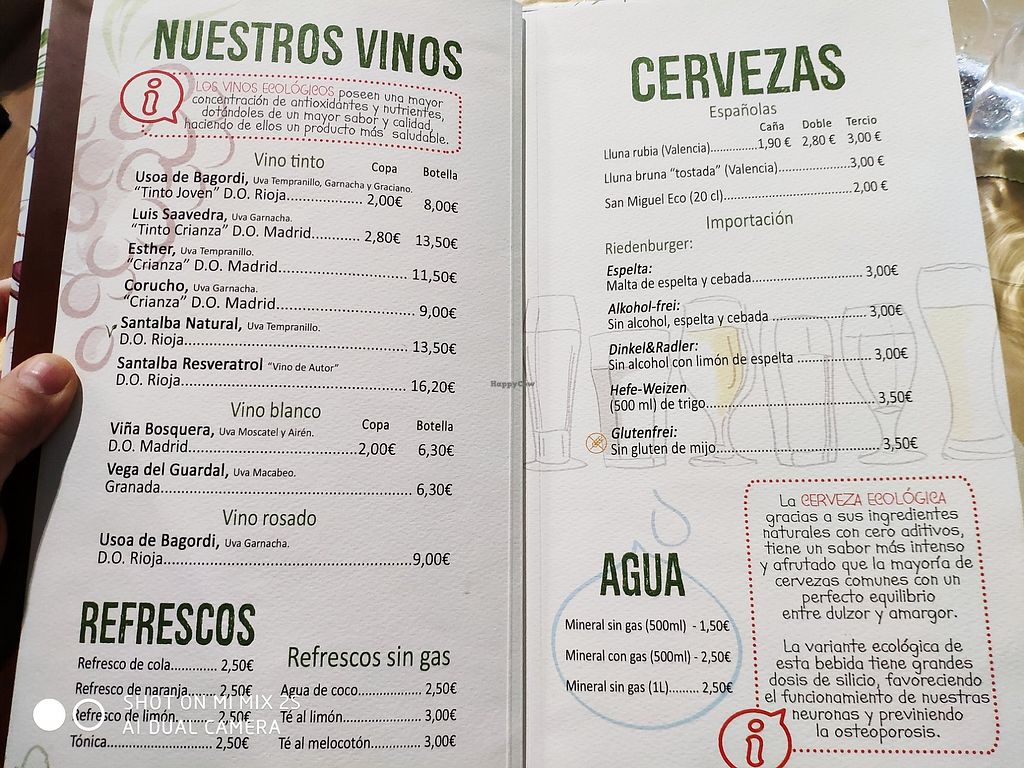 NUESTROS VINOS
LOS VINOS ECOLÓGICOS poseen una mayor
concentración de antioxidantes y nutrientes,
dotándoles de un mayor sabor y calidad,
haciendo de ellos un producto más saludable.
Vino tinto Copa Botella
Usoa de Bagordi, Uva Tempranillo, Garnacha y Graciano.
“Tinto Joven” D.O. Rioja..................... 2,00€ 8,00€
Luis Saavedra, Uva Garnacha.
“Tinto Crianza” D.O. Madrid........... 2,80€ 13,50€
Esther, Uva Tempranillo.
“Crianza” D.O. Madrid............................... 11,50€
Corucho, Uva Garnacha.
“Crianza” D.O. Madrid................................. 9,00€
Santalba Natural, Uva Tempranillo.
D.O. Rioja..................................................... 13,50€
Santalba Resveratrol “Vino de Autor”
D.O. Rioja..................................................... 16,20€
Vino blanco Copa Botella
Viña Bosquera, Uva Moscatel y Airén.
D.O. Madrid.......................................2,00€ 6,30€
Vega del Guardal, Uva Macabeo.
Granada........................................................... 6,30€
Vino rosado
Usoa de Bagordi, Uva Garnacha.
D.O. Rioja..........................................................9,00€
REFRESCOS
Refresco de cola............ 2,50€
Refresco de naranja........ 2,50€
Refresco de limón........... 2,50€
Tónica............................. 2,50€
Refrescos sin gas
Agua de coco.................. 2,50€
Té al limón...................... 3,00€
Té al melocotón.............. 3,00€
CERVEZAS
Españolas
Caña Doble Tercio
Lluna rubia (Valencia)...............1,90 € 2,80 € 3,00 €
Lluna bruna “tostada” (Valencia)......................3,00 €
San Miguel Eco (20 cl)........................................2,00 €
Importación
Riedenburger:
Espelta:
Malta de espelta y cebada............................... 3,00€
Alkohol-frei:
Sin alcohol, espelta y cebada ........................... 3,00€
Dinkel&Radler:
Sin alcohol con limón de espelta ..................... 3,00€
Hefe-Weizen
(500 ml) de trigo............................................. 3,50€
Glutenfrei:
Sin gluten de mijo............................................ 3,50€
AGUA
Mineral sin gas (500ml) - 1,50€
Mineral con gas (500ml) - 2,50€
Mineral sin gas (1L)......... 2,50€
La CERVEZA ECOLÓGICA
gracias a sus ingredientes
naturales con cero aditivos,
tiene un sabor más intenso
y afrutado que la mayoría de
cervezas comunes con un
perfecto equilibrio
entre dulzor y amargor.
La variante ecológica de
esta bebida tiene grandes
dosis de silicio, favoreciendo
el funcionamiento de nuestras
neuronas y previniendo
la osteoporosis.
HappyCow
SHOT ON MI MIX 2S
AI DUAL CAMERA